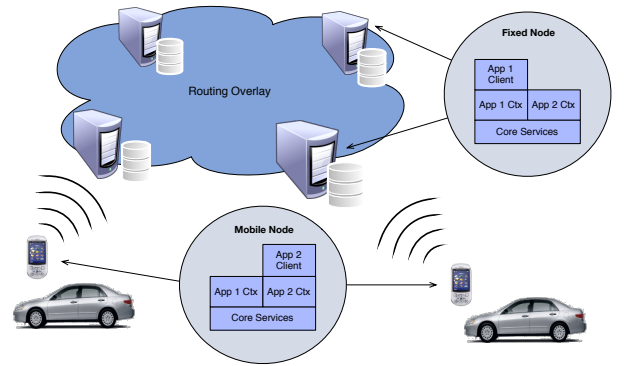 Routing Overlay
Fixed Node
App 1
Client
App 1 Ctx
App 2 Ctx
Core Services
Mobile Node
App 2
Client
App 1 Ctx
App 2 Ctx
Core Services